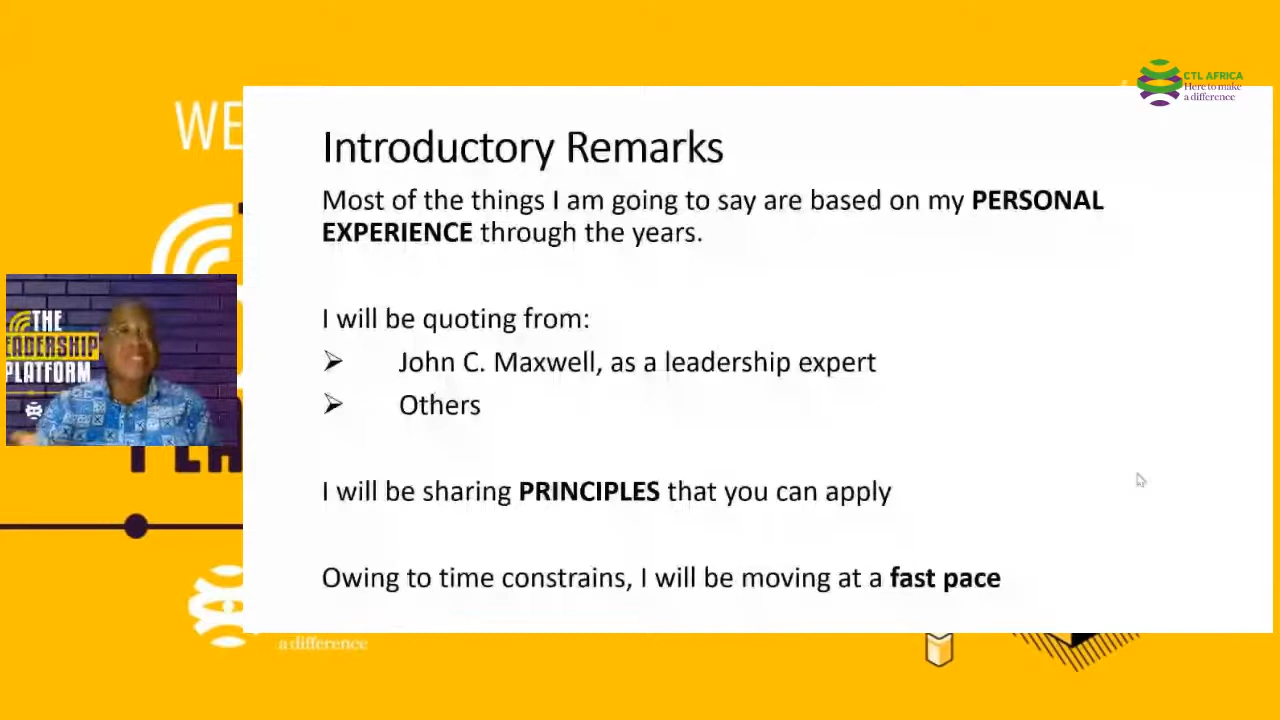 CTL AFRICA
Here to make
a difference
WE
Introductory Remarks
Most of the things I am going to say are based on my PERSONAL
EXPERIENCE through the years.
I will be quoting from:
➢ John C. Maxwell, as a leadership expert
➢ Others
I will be sharing PRINCIPLES that you can apply
Owing to time constrains, I will be moving at a fast pace
THE
LEADERSHIP
PLATFORM
a difference